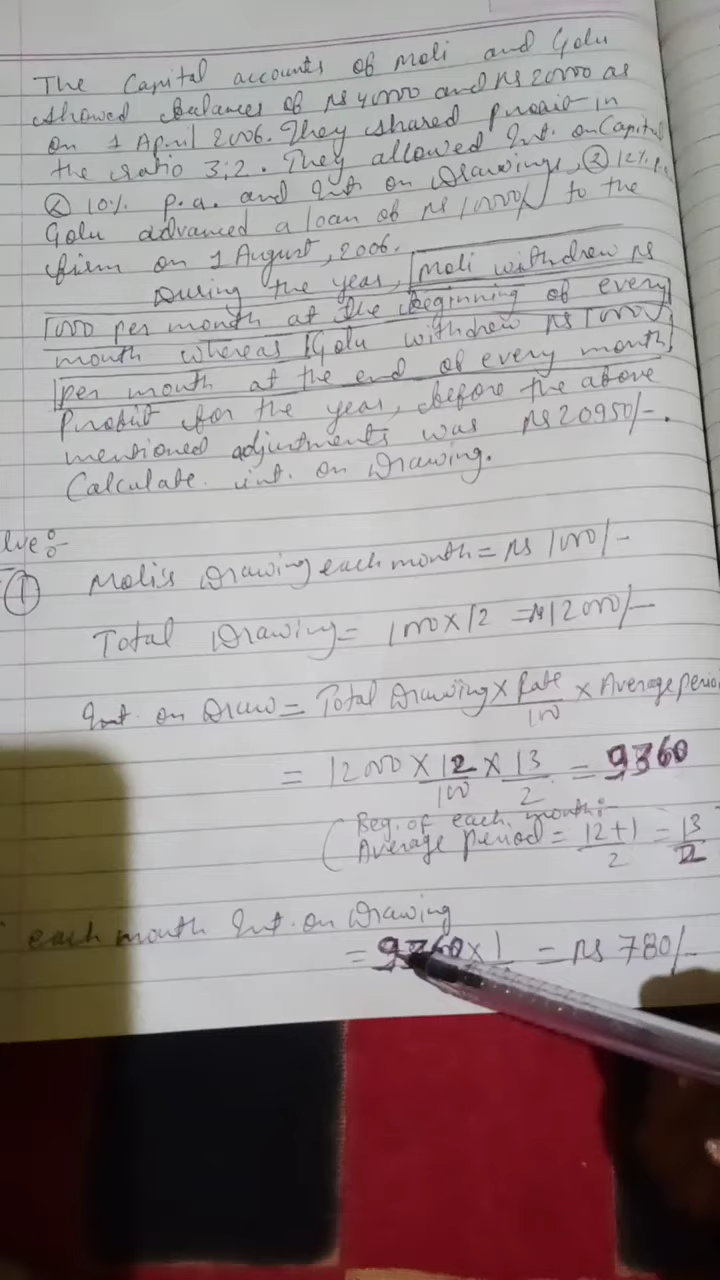 The Capital accounts of Moli and Golu
showed balances of Rs 40000 and Rs 20000 as
on 1 April 2006. They shared profit in
the ratio 3:2. They allowed Int. on Capital
@ 10% p.a. and Int on Drawings, @ 12% p.
Golu advanced a loan of Rs 10000/ to the
firm on 1 August, 2006.
During the year, Moli withdrew Rs
1000 per month at the Beginning of every
month whereas Golu withdrew Rs 1000/
per month at the end of every month
Profit for the year, before the above
mentioned adjustments was Rs 20950/-.
Calculate int. on Drawing.
lve:-
① Moli's Drawing each month = Rs 1000/-
Total Drawing = 1000 x 12 = Rs 12000/-
Int. on Draw = Total Drawing x Rate/100 x Average perio
= 12000 x 12/100 x 13/2 = 9360
(Beg. of each month:-
Average period = 12+1/2 = 13/2
each month Int. on Drawing
= 9360 x 1 = Rs 780/-